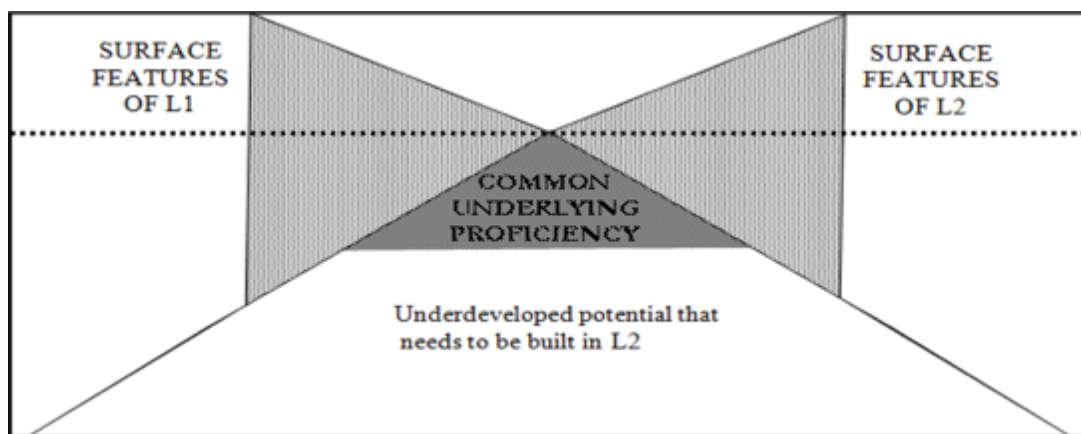 SURFACE
FEATURES
OF L1
SURFACE
FEATURES
OF L2
COMMON
UNDERLYING
PROFICIENCY
Underdeveloped potential that
needs to be built in L2